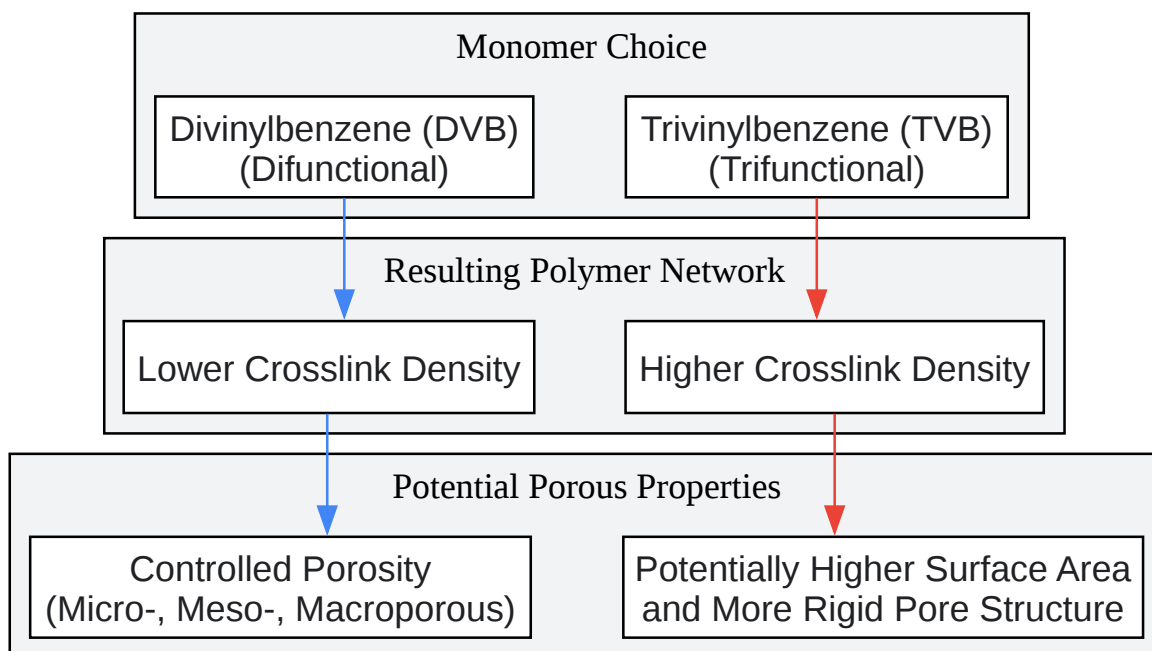 Monomer Choice
Divinylbenzene (DVB)
(Difunctional)
Trivinylbenzene (TVB)
(Trifunctional)
Resulting Polymer Network
Lower Crosslink Density
Higher Crosslink Density
Potential Porous Properties
Controlled Porosity
(Micro-, Meso-, Macroporous)
Potentially Higher Surface Area
and More Rigid Pore Structure